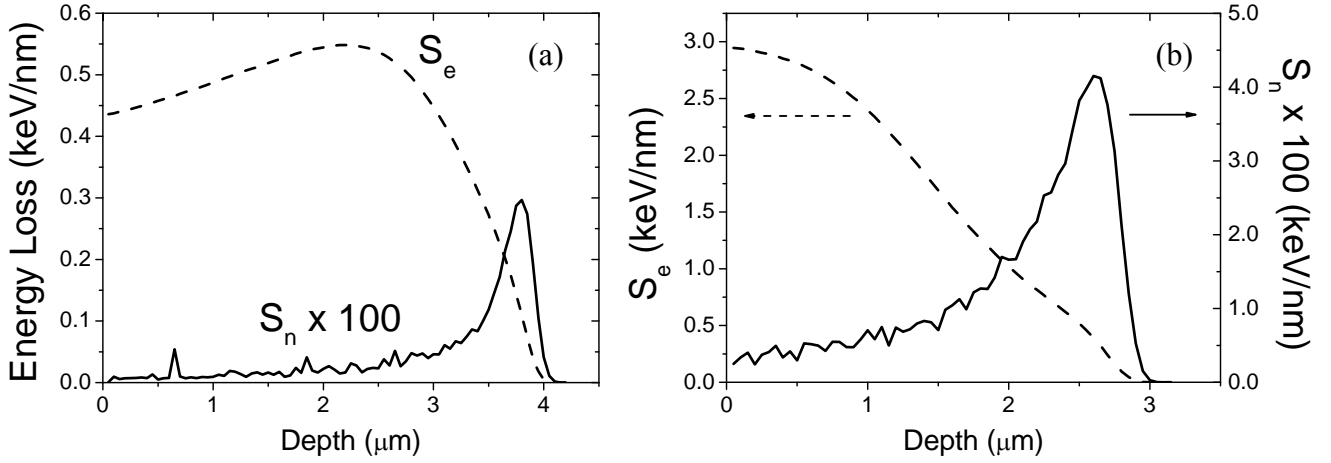 0.6
0.5
0.4
0.3
0.2
0.1
0.0
Energy Loss (keV/nm)
S_e
(a)
S_n x 100
0 1 2 3 4
Depth (μm)
3.0
2.5
2.0
1.5
1.0
0.5
0.0
S_e (keV/nm)
(b)
0 1 2 3
Depth (μm)
5.0
4.0
3.0
2.0
1.0
0.0
S_n x 100 (keV/nm)